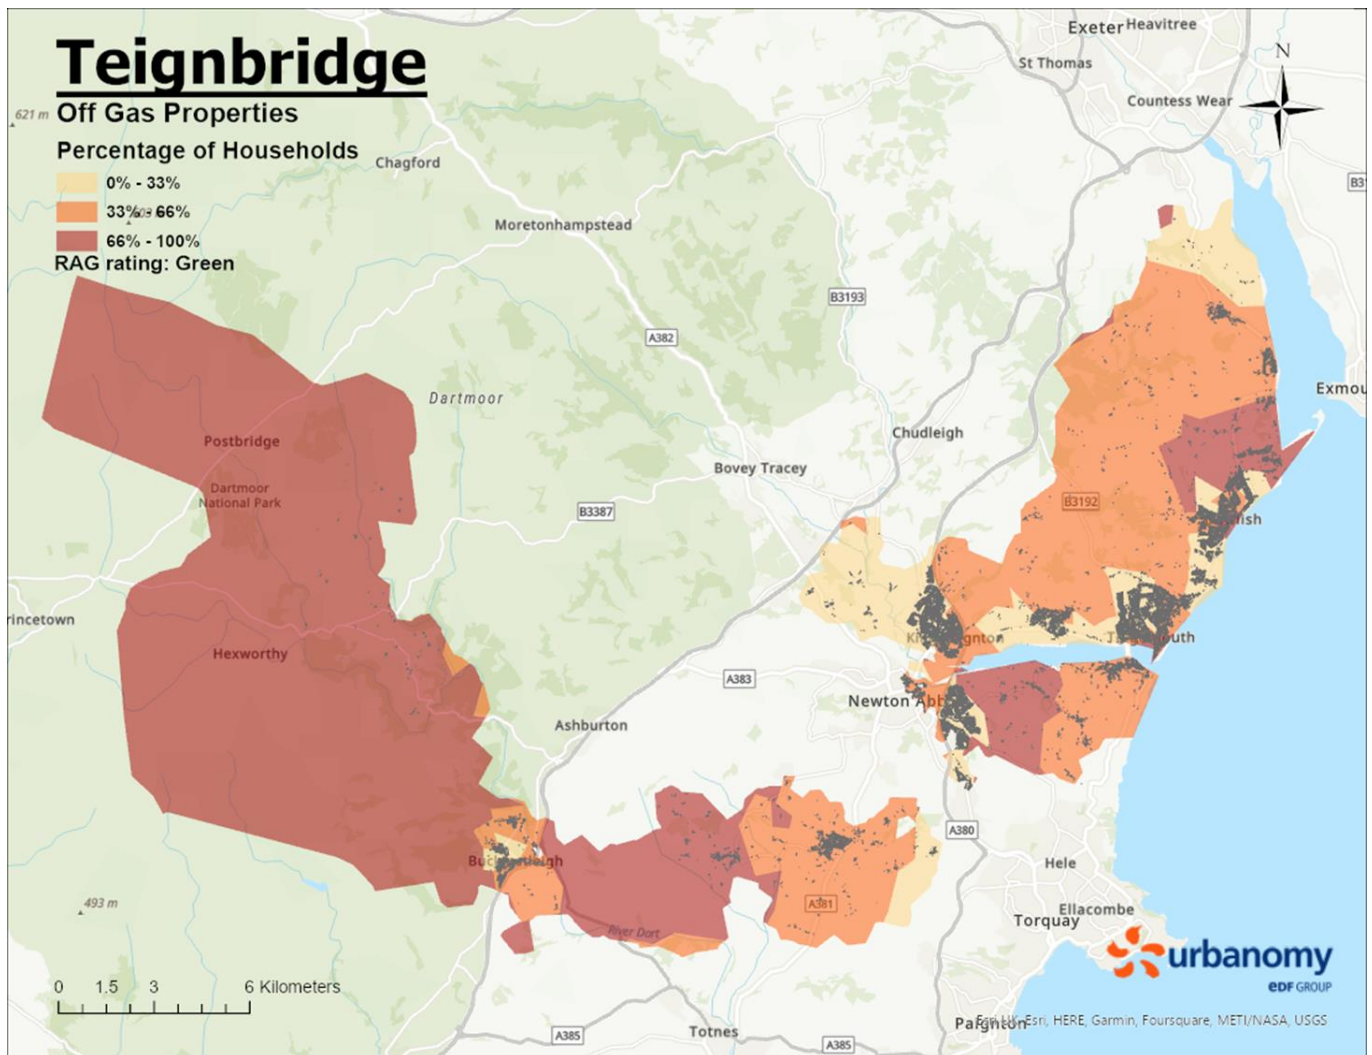 Teignbridge
Off Gas Properties
Percentage of Households
0% - 33%
33% - 66%
66% - 100%
RAG rating: Green
621 m
Chagford
Moretonhampstead
Exeter
Heavitree
St Thomas
Countess Wear
N
B3193
A382
Exmou
Dartmoor
Chudleigh
Postbridge
Bovey Tracey
Dartmoor
National Park
B3387
B3192
lish
rincetown
Hexworthy
A383
Newton Abb
Ashburton
A380
Hele
A381
493 m
Ellacombe
Torquay
River Dart
urbanomy
EDF GROUP
0 1.5 3 6 Kilometers
Paignton
Esri UK, Esri, HERE, Garmin, Foursquare, METI/NASA, USGS
A385
Totnes
A385